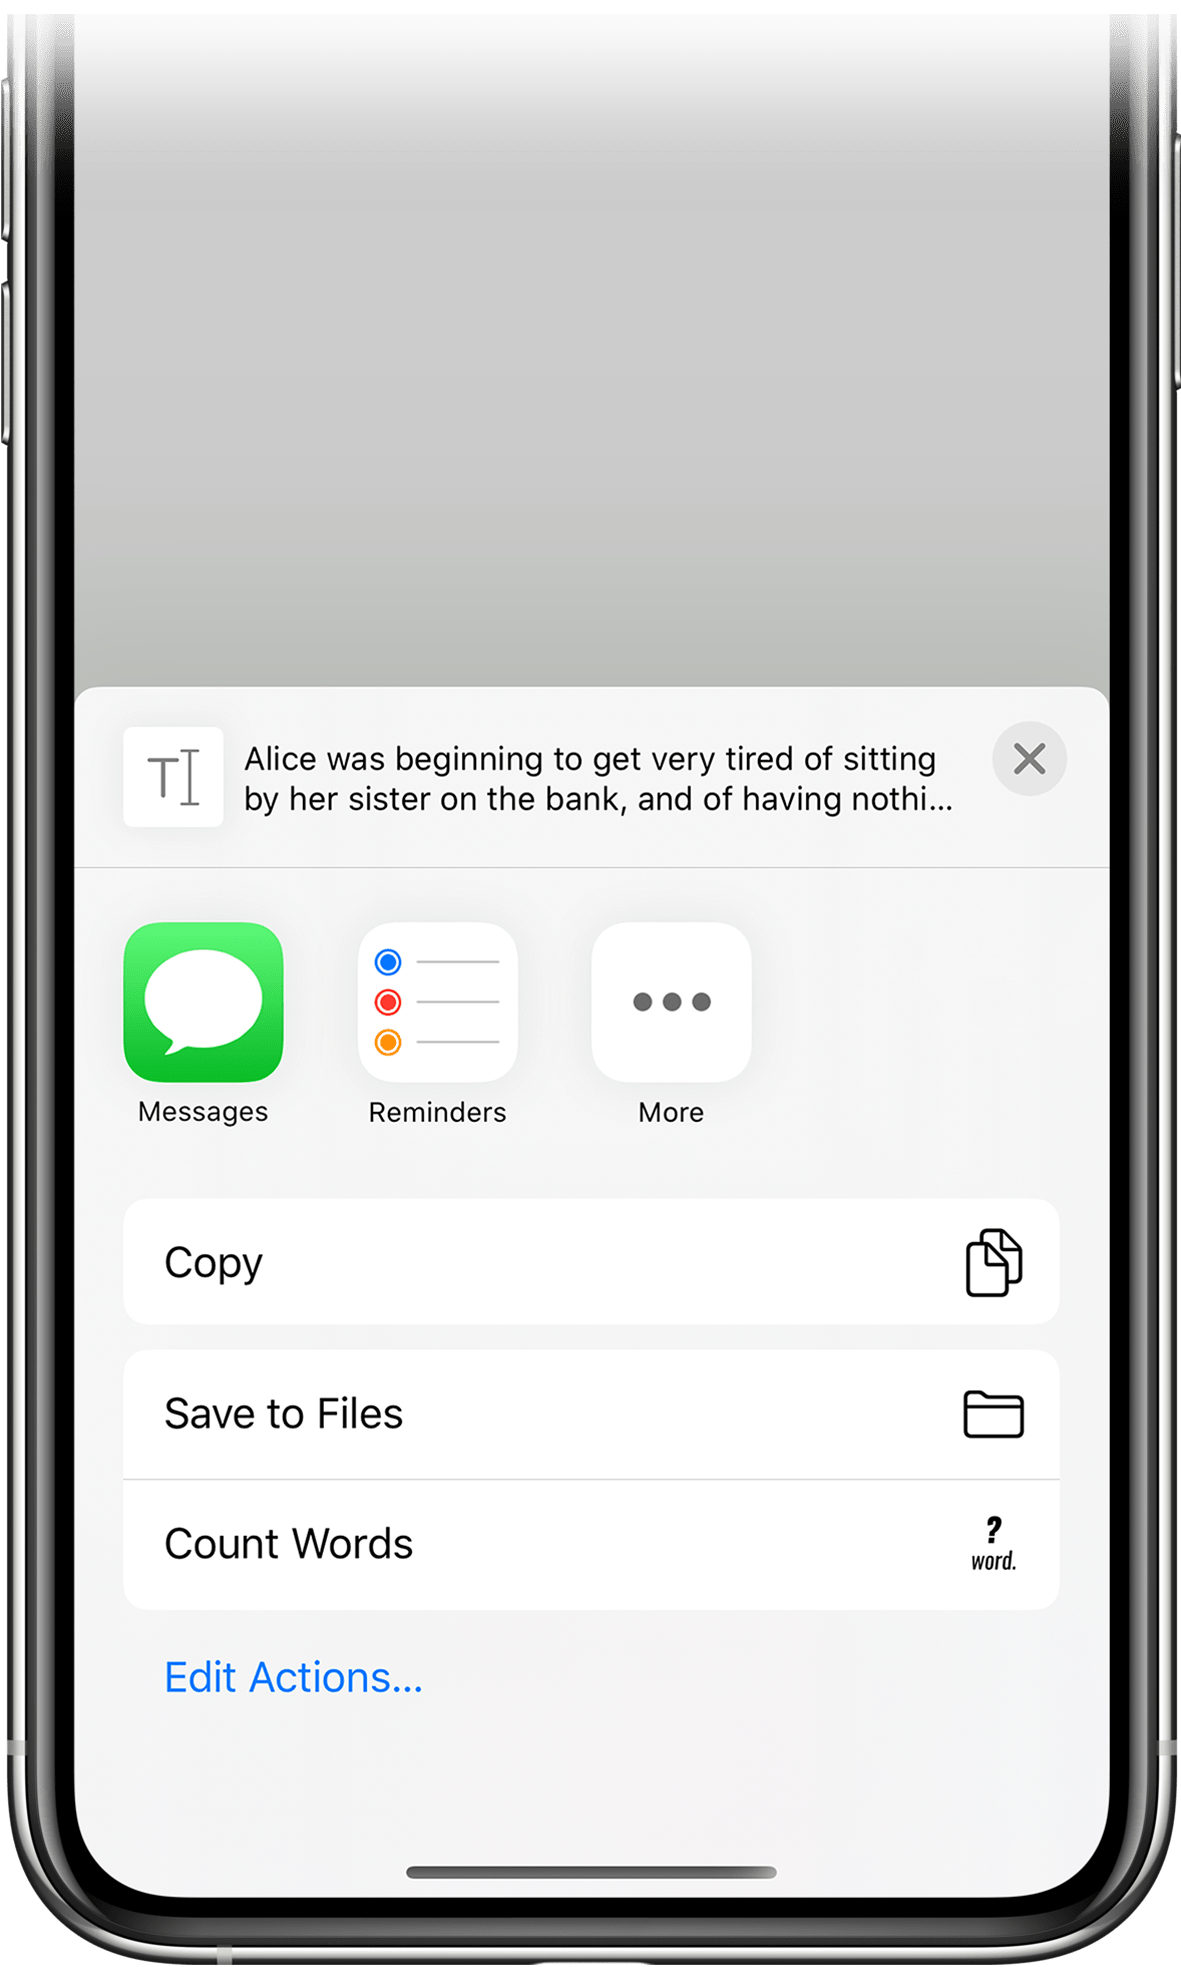 Alice was beginning to get very tired of sitting
by her sister on the bank, and of having nothi...
Messages
Reminders
More
Copy
Save to Files
Count Words
?
word.
Edit Actions...